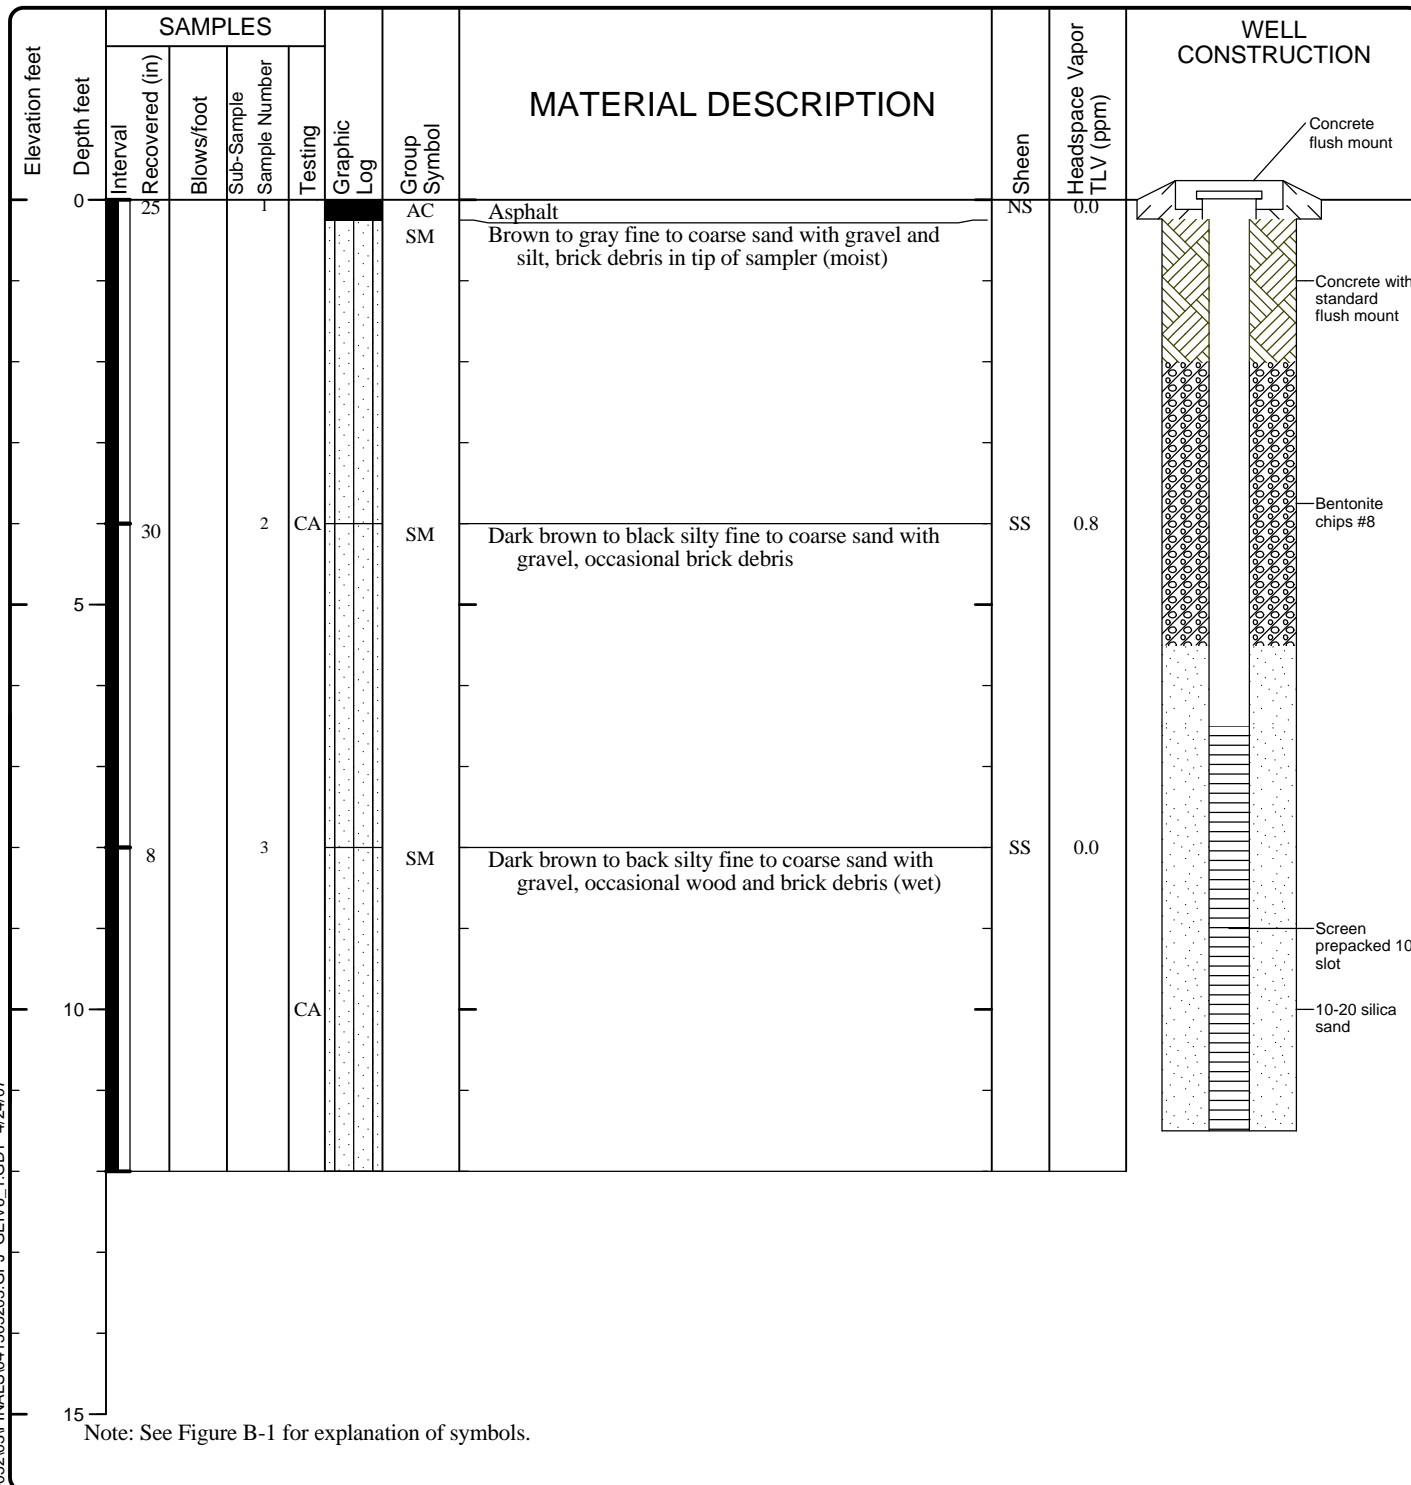 SAMPLES
WELL
CONSTRUCTION
Elevation feet
Depth feet
Interval
Recovered (in)
Blows/foot
Sub-Sample
Sample Number
Testing
Graphic
Log
Group
Symbol
MATERIAL DESCRIPTION
Sheen
Headspace Vapor
TLV (ppm)
Concrete
flush mount
0
25
1
AC
Asphalt
NS
0.0
SM
Brown to gray fine to coarse sand with gravel and
silt, brick debris in tip of sampler (moist)
Concrete with
standard
flush mount
Bentonite
chips #8
30
2
CA
SM
Dark brown to black silty fine to coarse sand with
gravel, occasional brick debris
SS
0.8
5
8
3
SM
Dark brown to back silty fine to coarse sand with
gravel, occasional wood and brick debris (wet)
SS
0.0
Screen
prepacked 10
slot
10
CA
10-20 silica
sand
15
Note: See Figure B-1 for explanation of symbols.